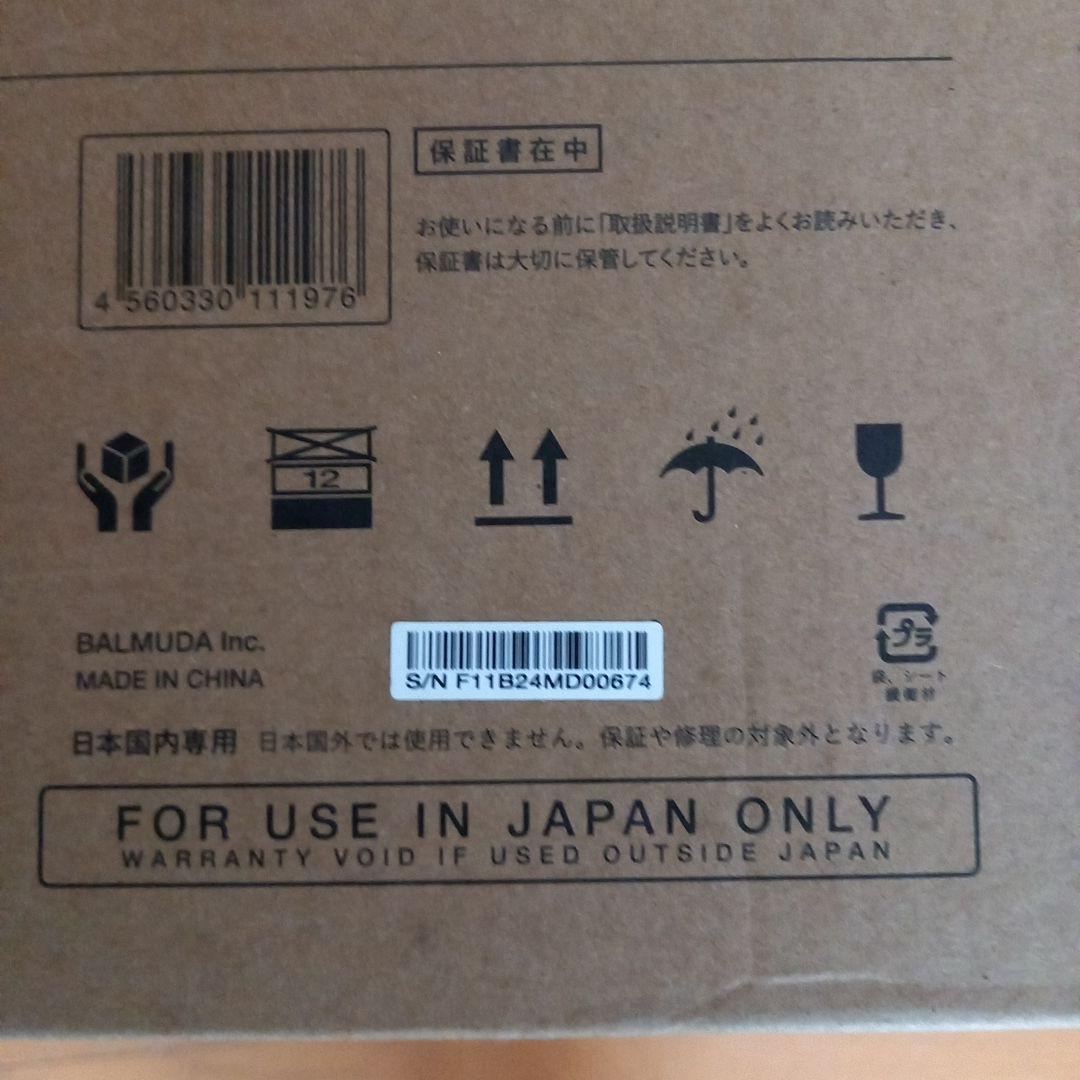 保証書在中
お使いになる前に「取扱説明書」をよくお読みいただき、
保証書は大切に保管してください。
4 560330 111976
12
BALMUDA Inc.
MADE IN CHINA
S/N F11B24MD00674
プラ
袋、シート
緩衝材
日本国内専用 日本国外では使用できません。保証や修理の対象外となります。
FOR USE IN JAPAN ONLY
WARRANTY VOID IF USED OUTSIDE JAPAN